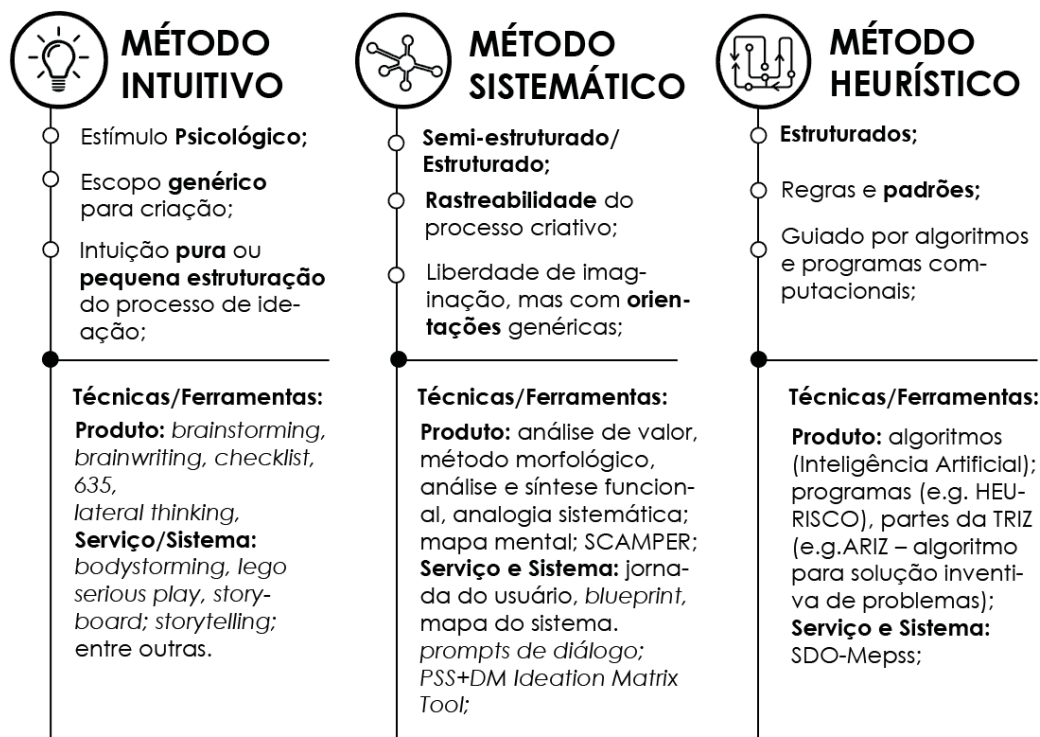 MÉTODO
INTUITIVO
Estímulo Psicológico;
Escopo genérico
para criação;
Intuição pura ou
pequena estruturação
do processo de ide-
ação;
Técnicas/Ferramentas:
Produto: brainstorming,
brainwriting, checklist,
635,
lateral thinking,
Serviço/Sistema:
bodystorming, lego
serious play, story-
board; storytelling;
entre outras.
MÉTODO
SISTEMÁTICO
Semi-estruturado/
Estruturado;
Rastreabilidade do
processo criativo;
Liberdade de imag-
inação, mas com orien-
tações genéricas;
Técnicas/Ferramentas:
Produto: análise de valor,
método morfológico,
análise e síntese funcion-
al, analogia sistemática;
mapa mental; SCAMPER;
Serviço e Sistema: jorna-
da do usuário, blueprint,
mapa do sistema.
prompts de diálogo;
PSS+DM Ideation Matrix
Tool;
MÉTODO
HEURÍSTICO
Estruturados;
Regras e padrões;
Guiado por algoritmos
e programas com-
putacionais;
Técnicas/Ferramentas:
Produto: algoritmos
(Inteligência Artificial);
programas (e.g. HEU-
RISCO), partes da TRIZ
(e.g.ARIZ – algoritmo
para solução inventi-
va de problemas);
Serviço e Sistema:
SDO-Mepss;